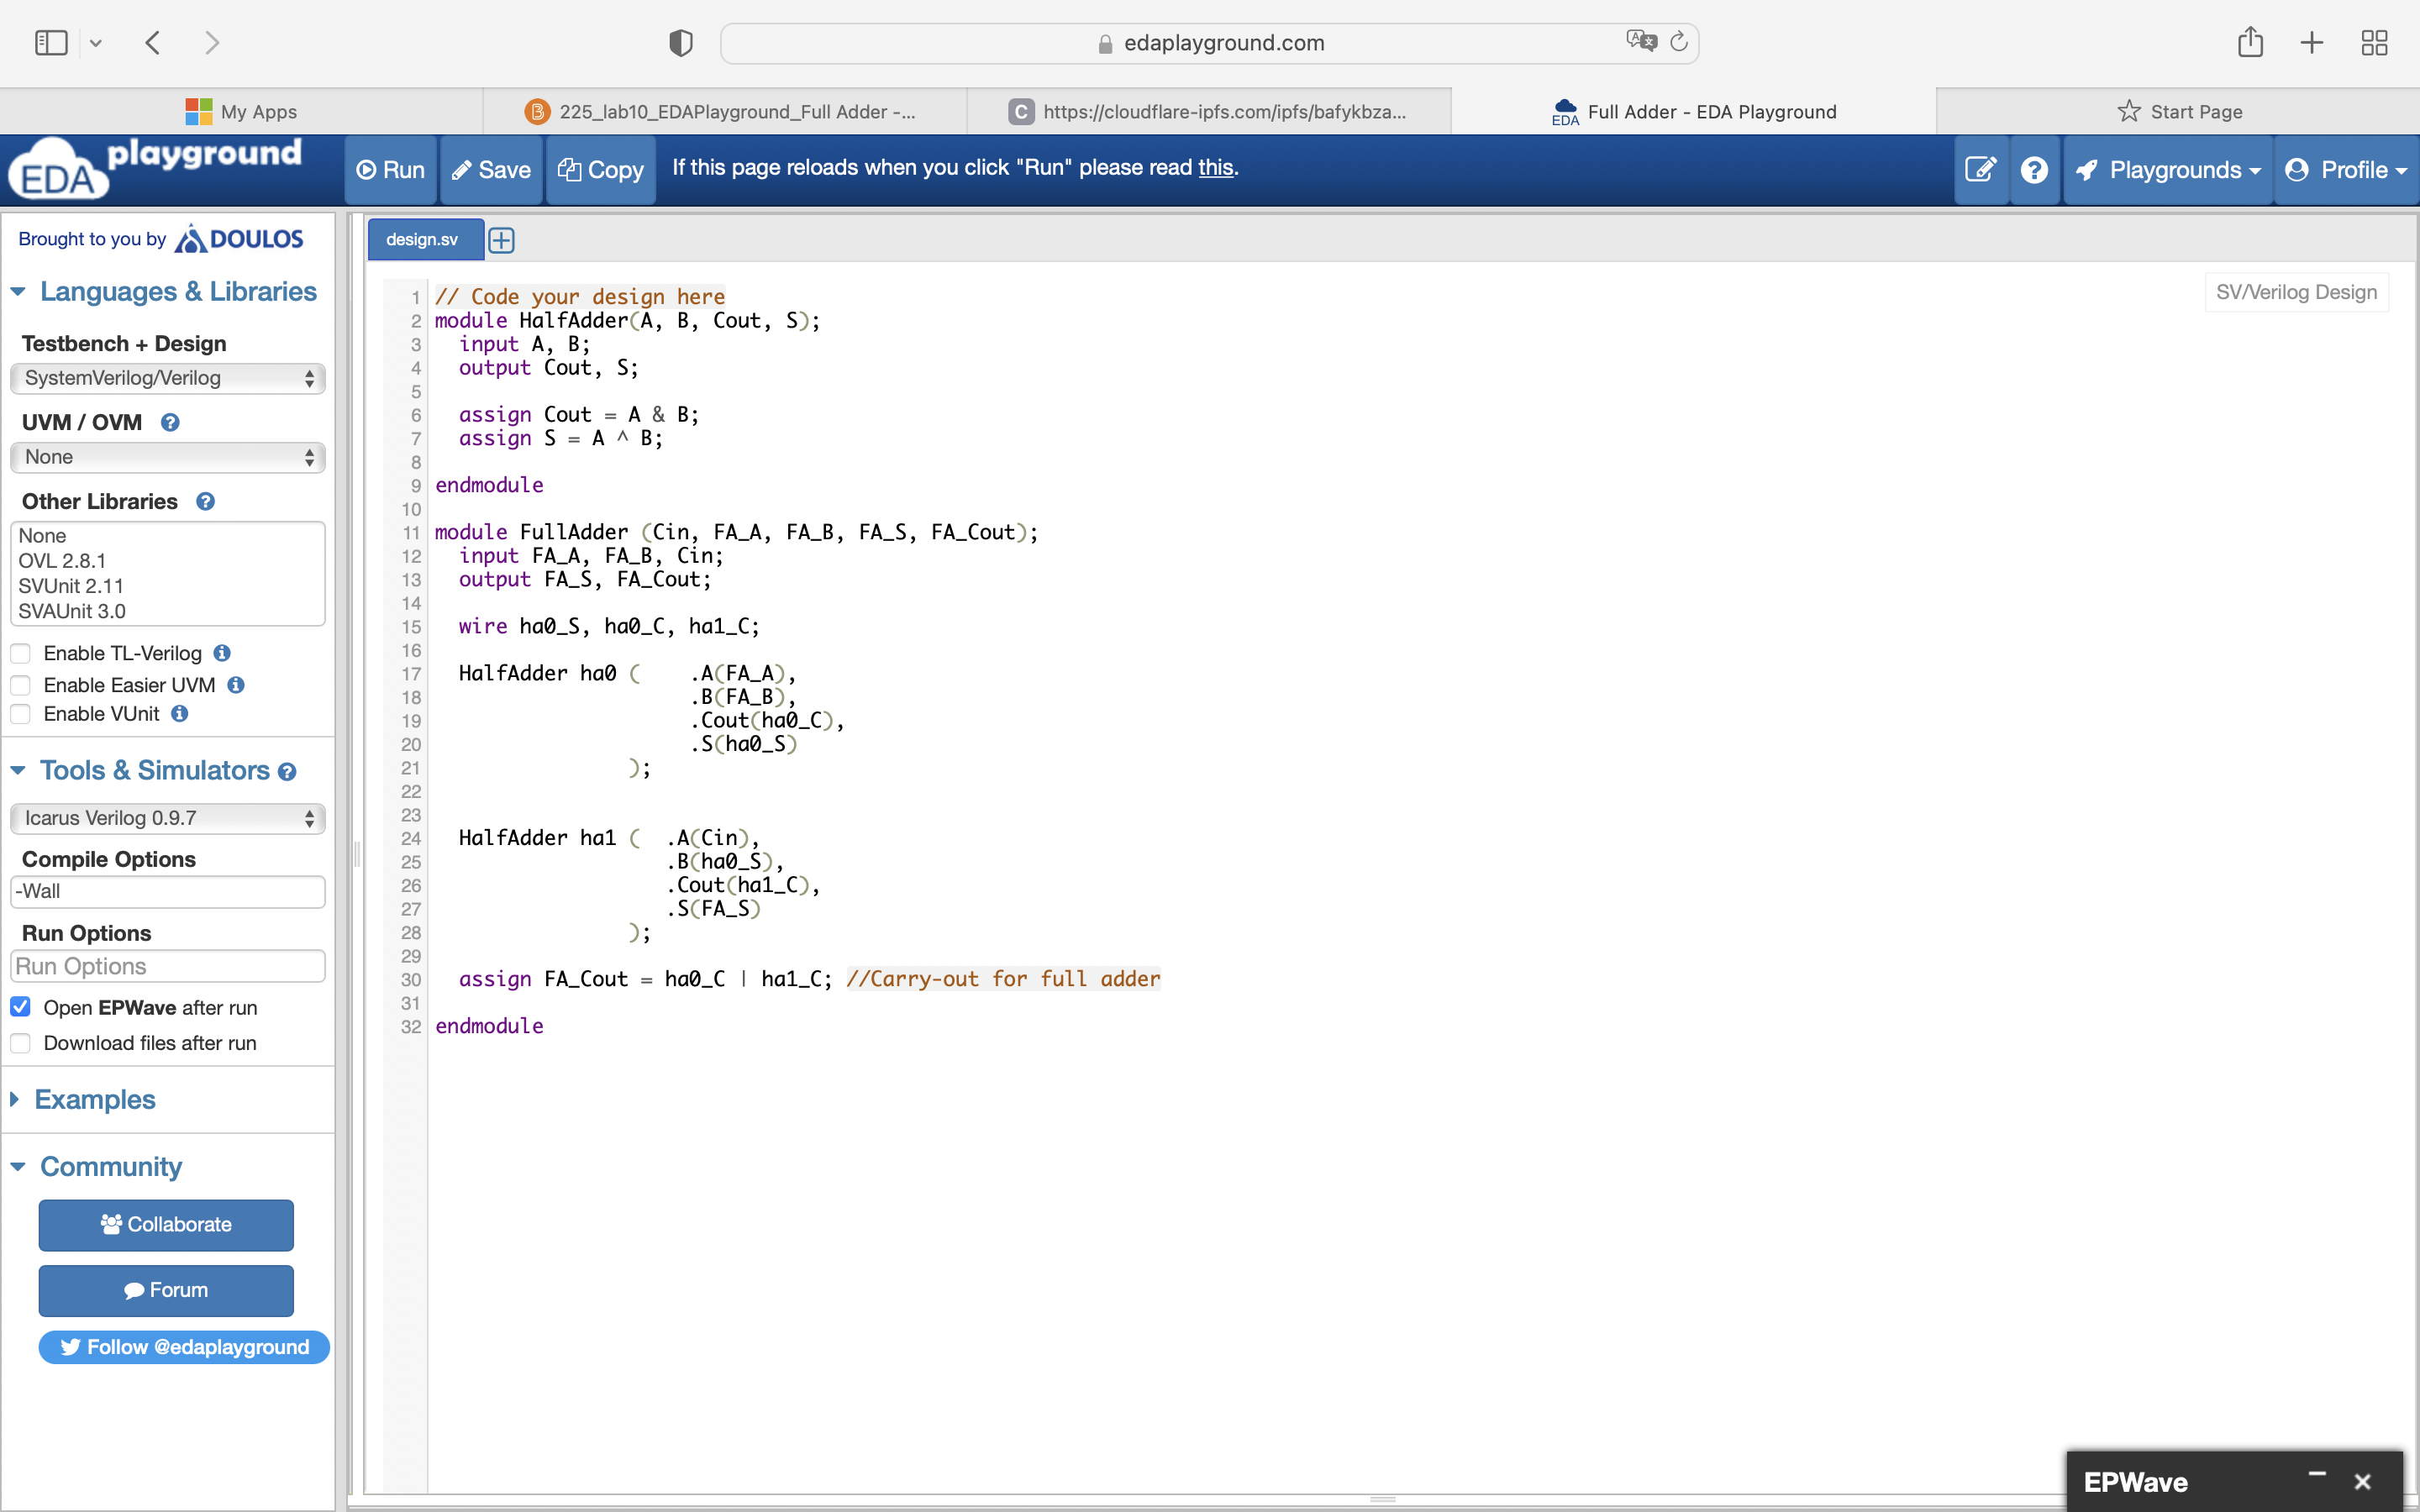 edaplayground.com
My Apps
225_lab10_EDAPlayground_Full Adder -...
C https://cloudflare-ipfs.com/ipfs/bafykbza...
EDA Full Adder - EDA Playground
Start Page
EDA playground
Run
Save
Copy
If this page reloads when you click "Run" please read this.
Playgrounds
Profile
Brought to you by DOULOS
Languages & Libraries
Testbench + Design
SystemVerilog/Verilog
UVM / OVM ?
None
Other Libraries ?
None
OVL 2.8.1
SVUnit 2.11
SVAUnit 3.0
Enable TL-Verilog
Enable Easier UVM
Enable VUnit
Tools & Simulators ?
Icarus Verilog 0.9.7
Compile Options
-Wall
Run Options
Run Options
Open EPWave after run
Download files after run
Examples
Community
Collaborate
Forum
Follow @edaplayground
design.sv
SV/Verilog Design
1 // Code your design here
2 module HalfAdder(A, B, Cout, S);
3   input A, B;
4   output Cout, S;
5
6   assign Cout = A & B;
7   assign S = A ^ B;
8
9 endmodule
10
11 module FullAdder (Cin, FA_A, FA_B, FA_S, FA_Cout);
12   input FA_A, FA_B, Cin;
13   output FA_S, FA_Cout;
14
15   wire ha0_S, ha0_C, ha1_C;
16
17   HalfAdder ha0 (    .A(FA_A),
18                      .B(FA_B),
19                      .Cout(ha0_C),
20                      .S(ha0_S)
21                 );
22
23
24   HalfAdder ha1 (  .A(Cin),
25                    .B(ha0_S),
26                    .Cout(ha1_C),
27                    .S(FA_S)
28                 );
29
30   assign FA_Cout = ha0_C | ha1_C; //Carry-out for full adder
31
32 endmodule
EPWave